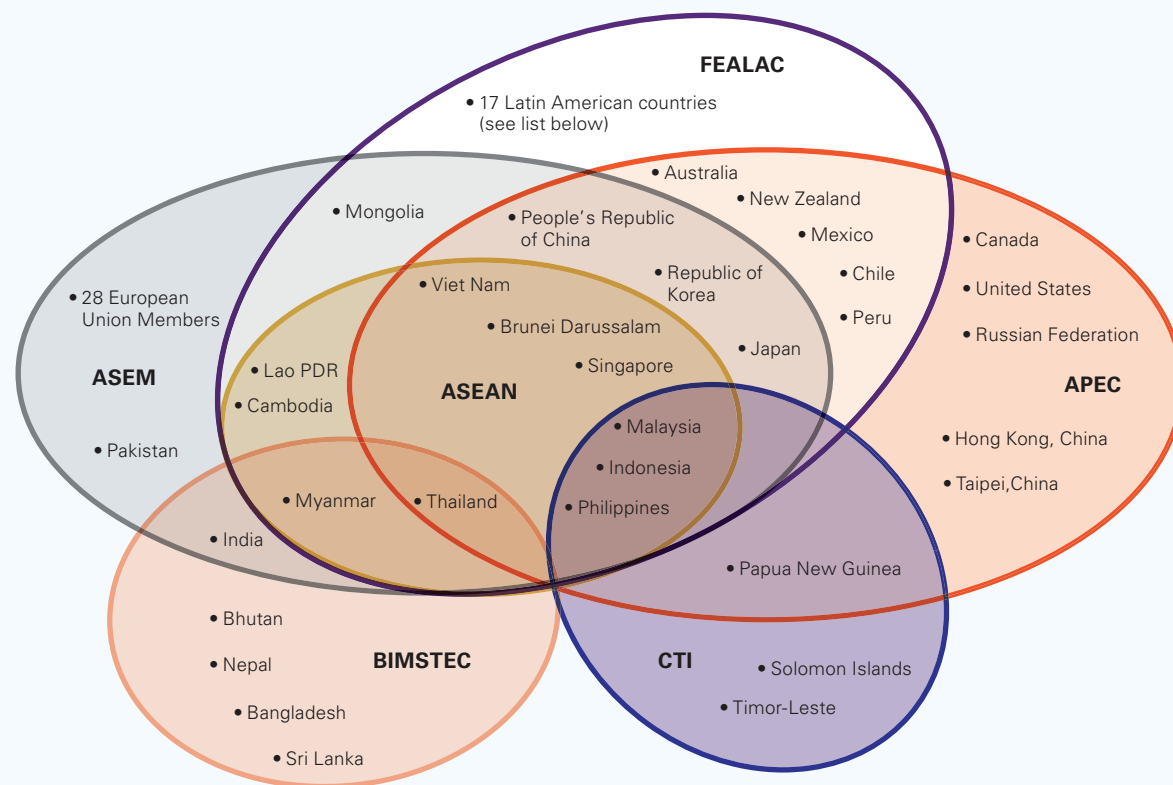 FEALAC
• 17 Latin American countries
(see list below)
• Australia
• New Zealand
• Mongolia
• People's Republic
of China
• Mexico
• Canada
• Republic of
Korea
• Chile
• Viet Nam
• United States
• 28 European
Union Members
• Peru
• Brunei Darussalam
• Russian Federation
• Japan
• Lao PDR
• Singapore
ASEM
ASEAN
APEC
• Cambodia
• Malaysia
• Hong Kong, China
• Pakistan
• Indonesia
• Taipei,China
• Myanmar
• Thailand
• Philippines
• India
• Papua New Guinea
• Bhutan
BIMSTEC
CTI
• Nepal
• Solomon Islands
• Timor-Leste
• Bangladesh
• Sri Lanka